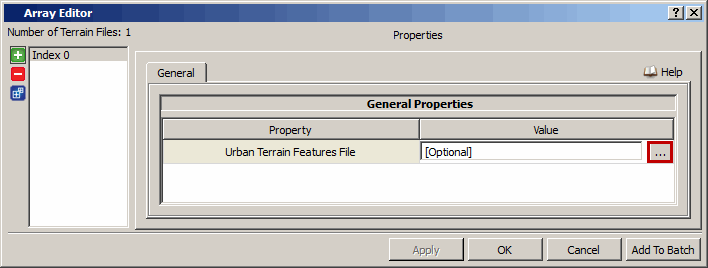 Array Editor
Number of Terrain Files: 1
Properties
Index 0
General
Help
General Properties
Property Value
Urban Terrain Features File [Optional] ...
Apply OK Cancel Add To Batch